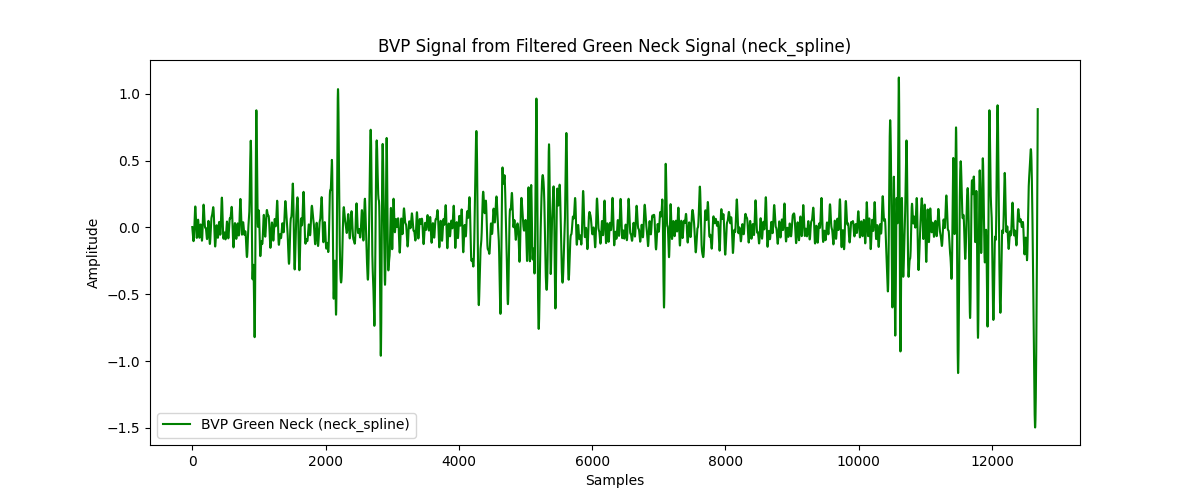 BVP Signal from Filtered Green Neck Signal (neck_spline)
1.0
0.5
0.0
−0.5
−1.0
−1.5
Amplitude
BVP Green Neck (neck_spline)
0 2000 4000 6000 8000 10000 12000
Samples